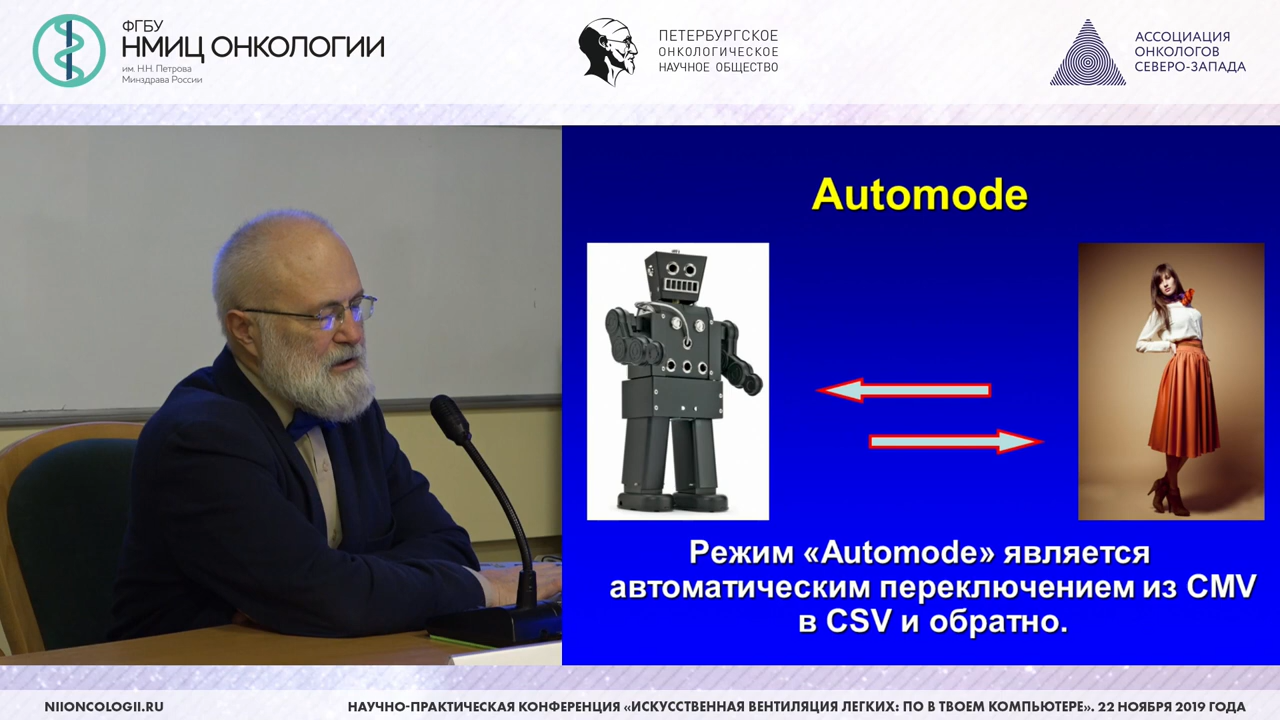 ФГБУ
НМИЦ ОНКОЛОГИИ
им. Н.Н. Петрова
Минздрава России
ПЕТЕРБУРГСКОЕ
ОНКОЛОГИЧЕСКОЕ
НАУЧНОЕ ОБЩЕСТВО
АССОЦИАЦИЯ
ОНКОЛОГОВ
СЕВЕРО-ЗАПАДА
Automode
Режим «Automode» является
автоматическим переключением из CMV
в CSV и обратно.
NIIONCOLOGII.RU
НАУЧНО-ПРАКТИЧЕСКАЯ КОНФЕРЕНЦИЯ «ИСКУССТВЕННАЯ ВЕНТИЛЯЦИЯ ЛЕГКИХ: ПО В ТВОЕМ КОМПЬЮТЕРЕ». 22 НОЯБРЯ 2019 ГОДА